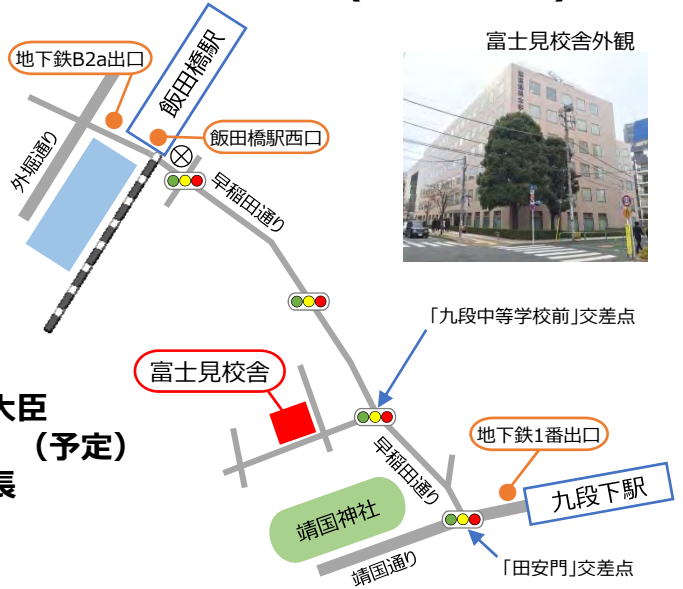 富士見校舎外観
地下鉄B2a出口
飯田橋駅
飯田橋駅西口
外堀通り
早稲田通り
「九段中等学校前」交差点
富士見校舎
大臣
(予定)
長
早稲田通り
地下鉄1番出口
九段下駅
靖国神社
靖国通り
「田安門」交差点